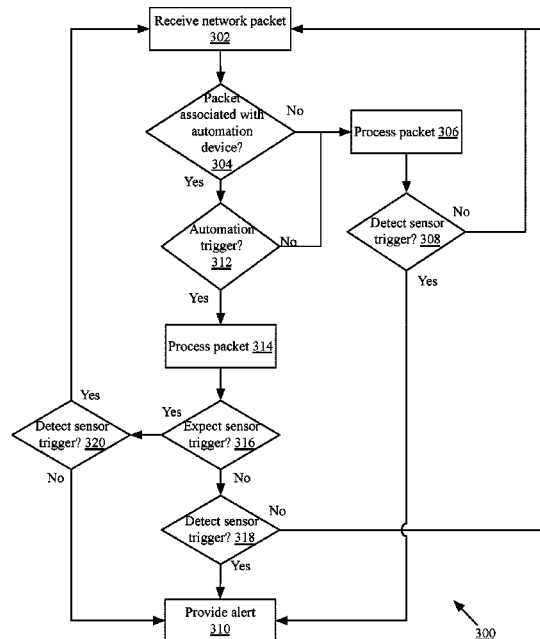 Receive network packet
302
Packet
associated with
automation
device?
304
No
Process packet 306
Yes
Automation
trigger?
312
No
Detect sensor
trigger? 308
No
Yes
Yes
Process packet 314
Yes
Detect sensor
trigger? 320
Yes
Expect sensor
trigger? 316
No
No
Detect sensor
trigger? 318
No
Yes
Provide alert
310
300